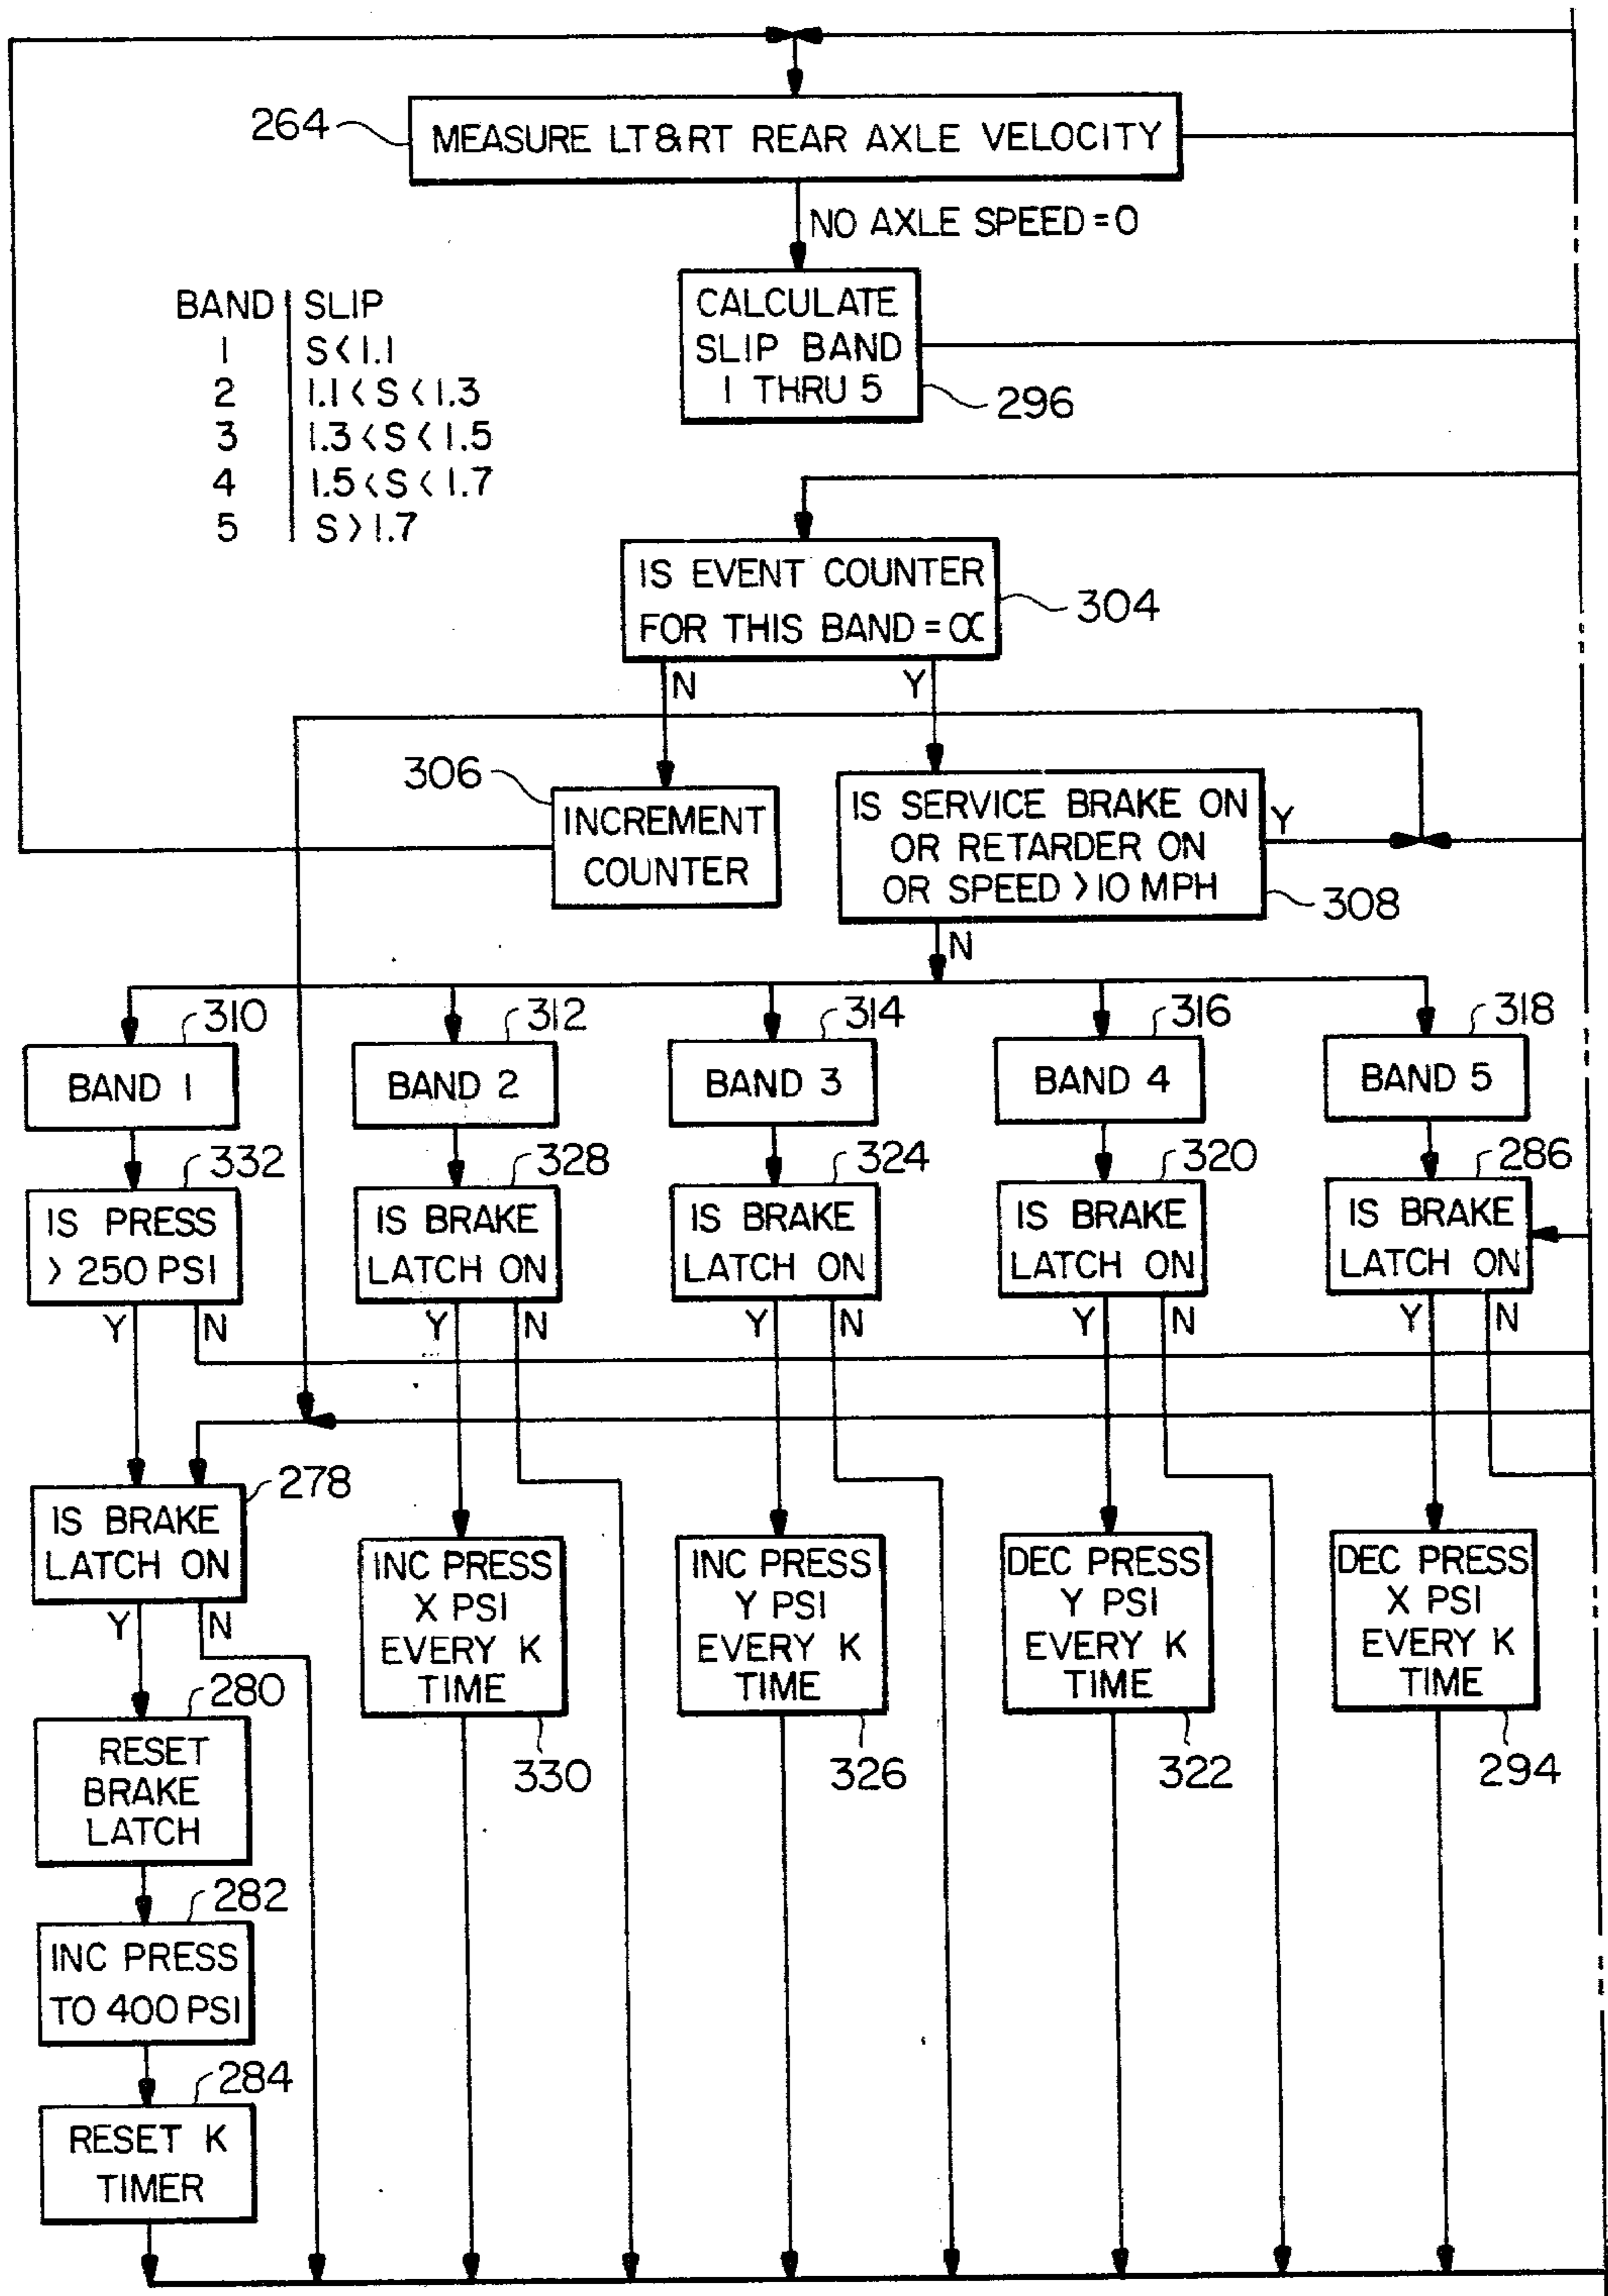 264
MEASURE LT&RT REAR AXLE VELOCITY
NO AXLE SPEED=0
BAND SLIP
1 S<1.1
2 1.1<S<1.3
3 1.3<S<1.5
4 1.5<S<1.7
5 S>1.7
CALCULATE
SLIP BAND
1 THRU 5
296
IS EVENT COUNTER
FOR THIS BAND=α
304
N Y
306
INCREMENT
COUNTER
IS SERVICE BRAKE ON
OR RETARDER ON
OR SPEED >10 MPH
Y
308
N
310 312 314 316 318
BAND 1 BAND 2 BAND 3 BAND 4 BAND 5
332 328 324 320 286
IS PRESS
> 250 PSI
Y N
IS BRAKE
LATCH ON
Y N
IS BRAKE
LATCH ON
Y N
IS BRAKE
LATCH ON
Y N
IS BRAKE
LATCH ON
Y N
278
IS BRAKE
LATCH ON
Y N
INC PRESS
X PSI
EVERY K
TIME
330
INC PRESS
Y PSI
EVERY K
TIME
326
DEC PRESS
Y PSI
EVERY K
TIME
322
DEC PRESS
X PSI
EVERY K
TIME
294
280
RESET
BRAKE
LATCH
282
INC PRESS
TO 400 PSI
284
RESET K
TIMER